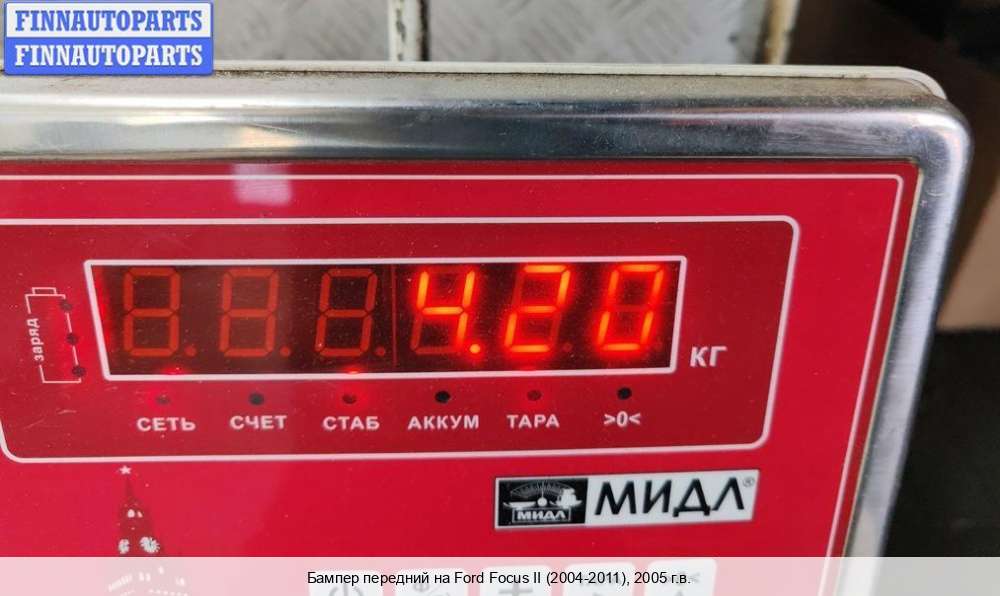 FINNAUTOPARTS
FINNAUTOPARTS
заряд
4.20
КГ
СЕТЬ СЧЕТ СТАБ АККУМ ТАРА >0<
МИДЛ МИДЛ®
Бампер передний на Ford Focus II (2004-2011), 2005 г.в.